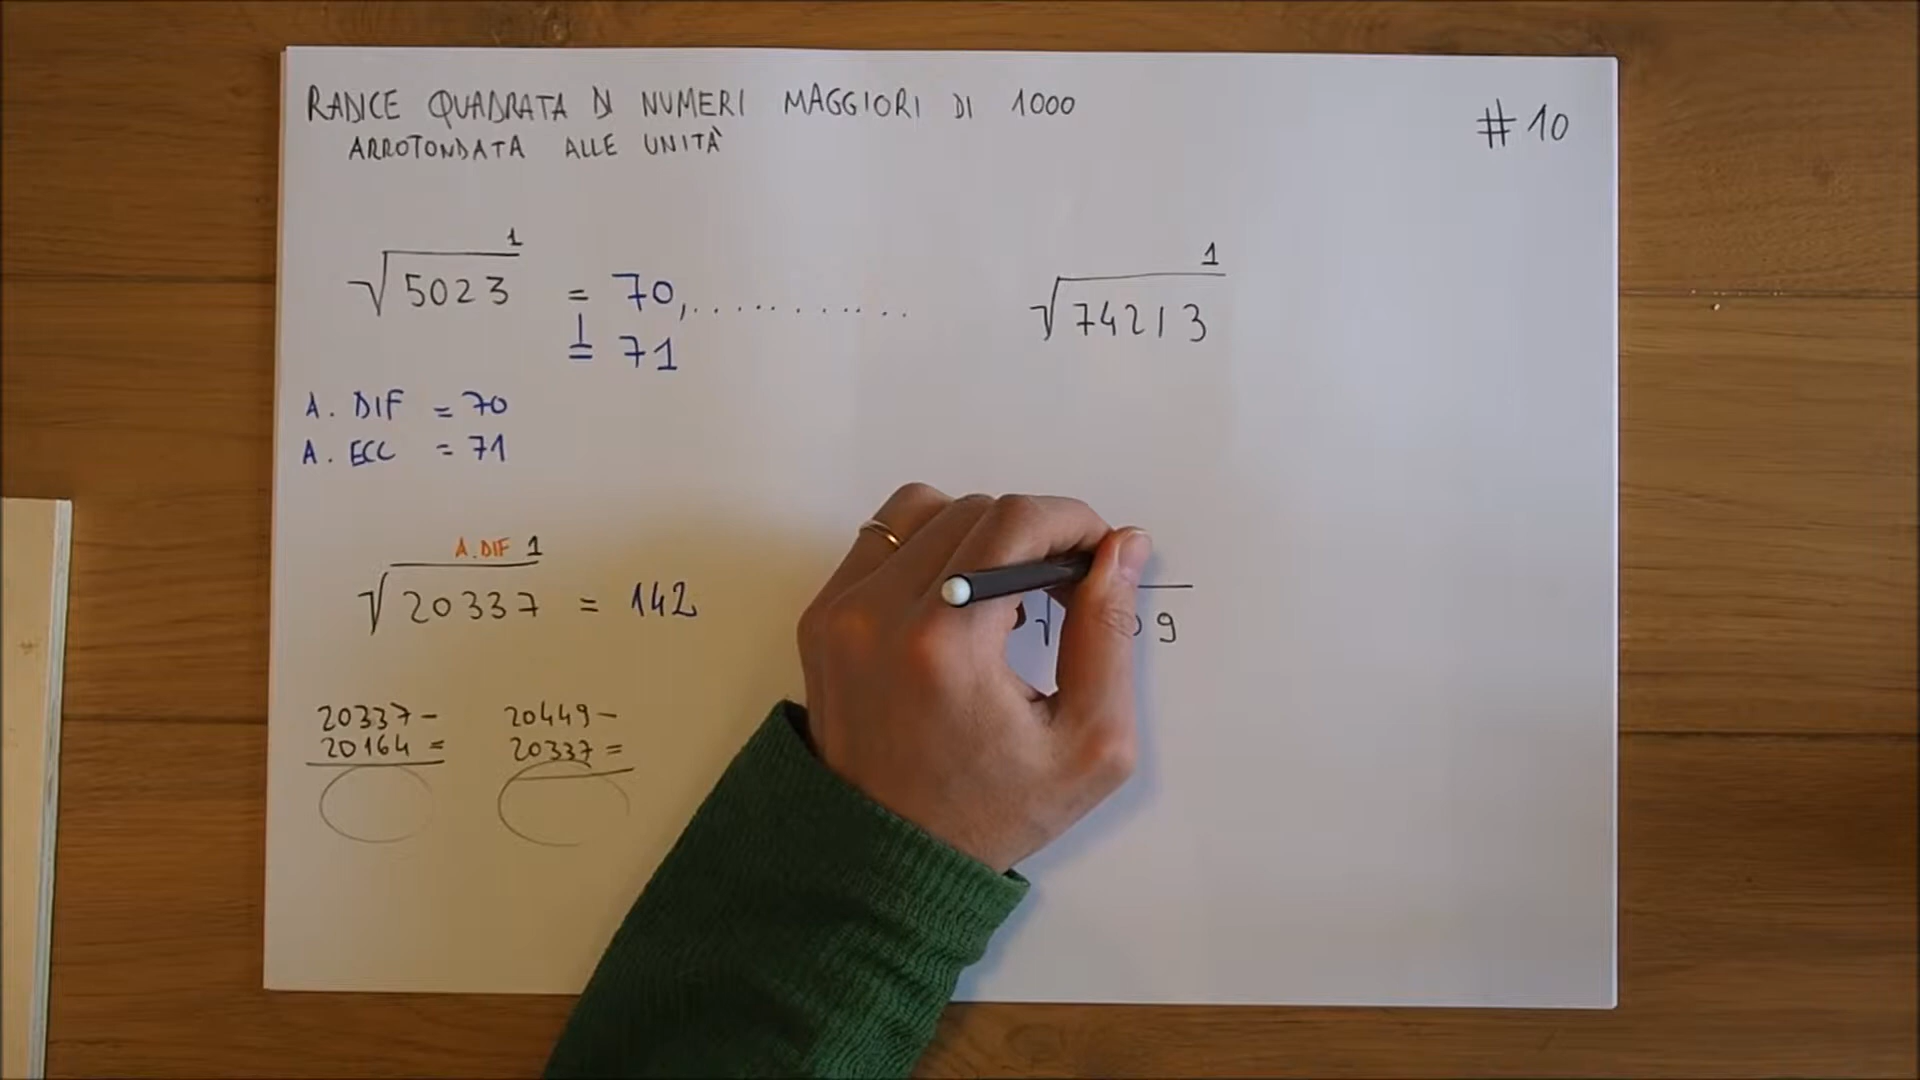 RADICE QUADRATA DI NUMERI MAGGIORI DI 1000
ARROTONDATA ALLE UNITÀ
#10
1
√5023 = 70,...........
= 71
A. DIF = 70
A. ECC = 71
A. DIF 1
√20337 = 142
20337 -
20164 =
20449 -
20337 =
1
√74213
√ 9